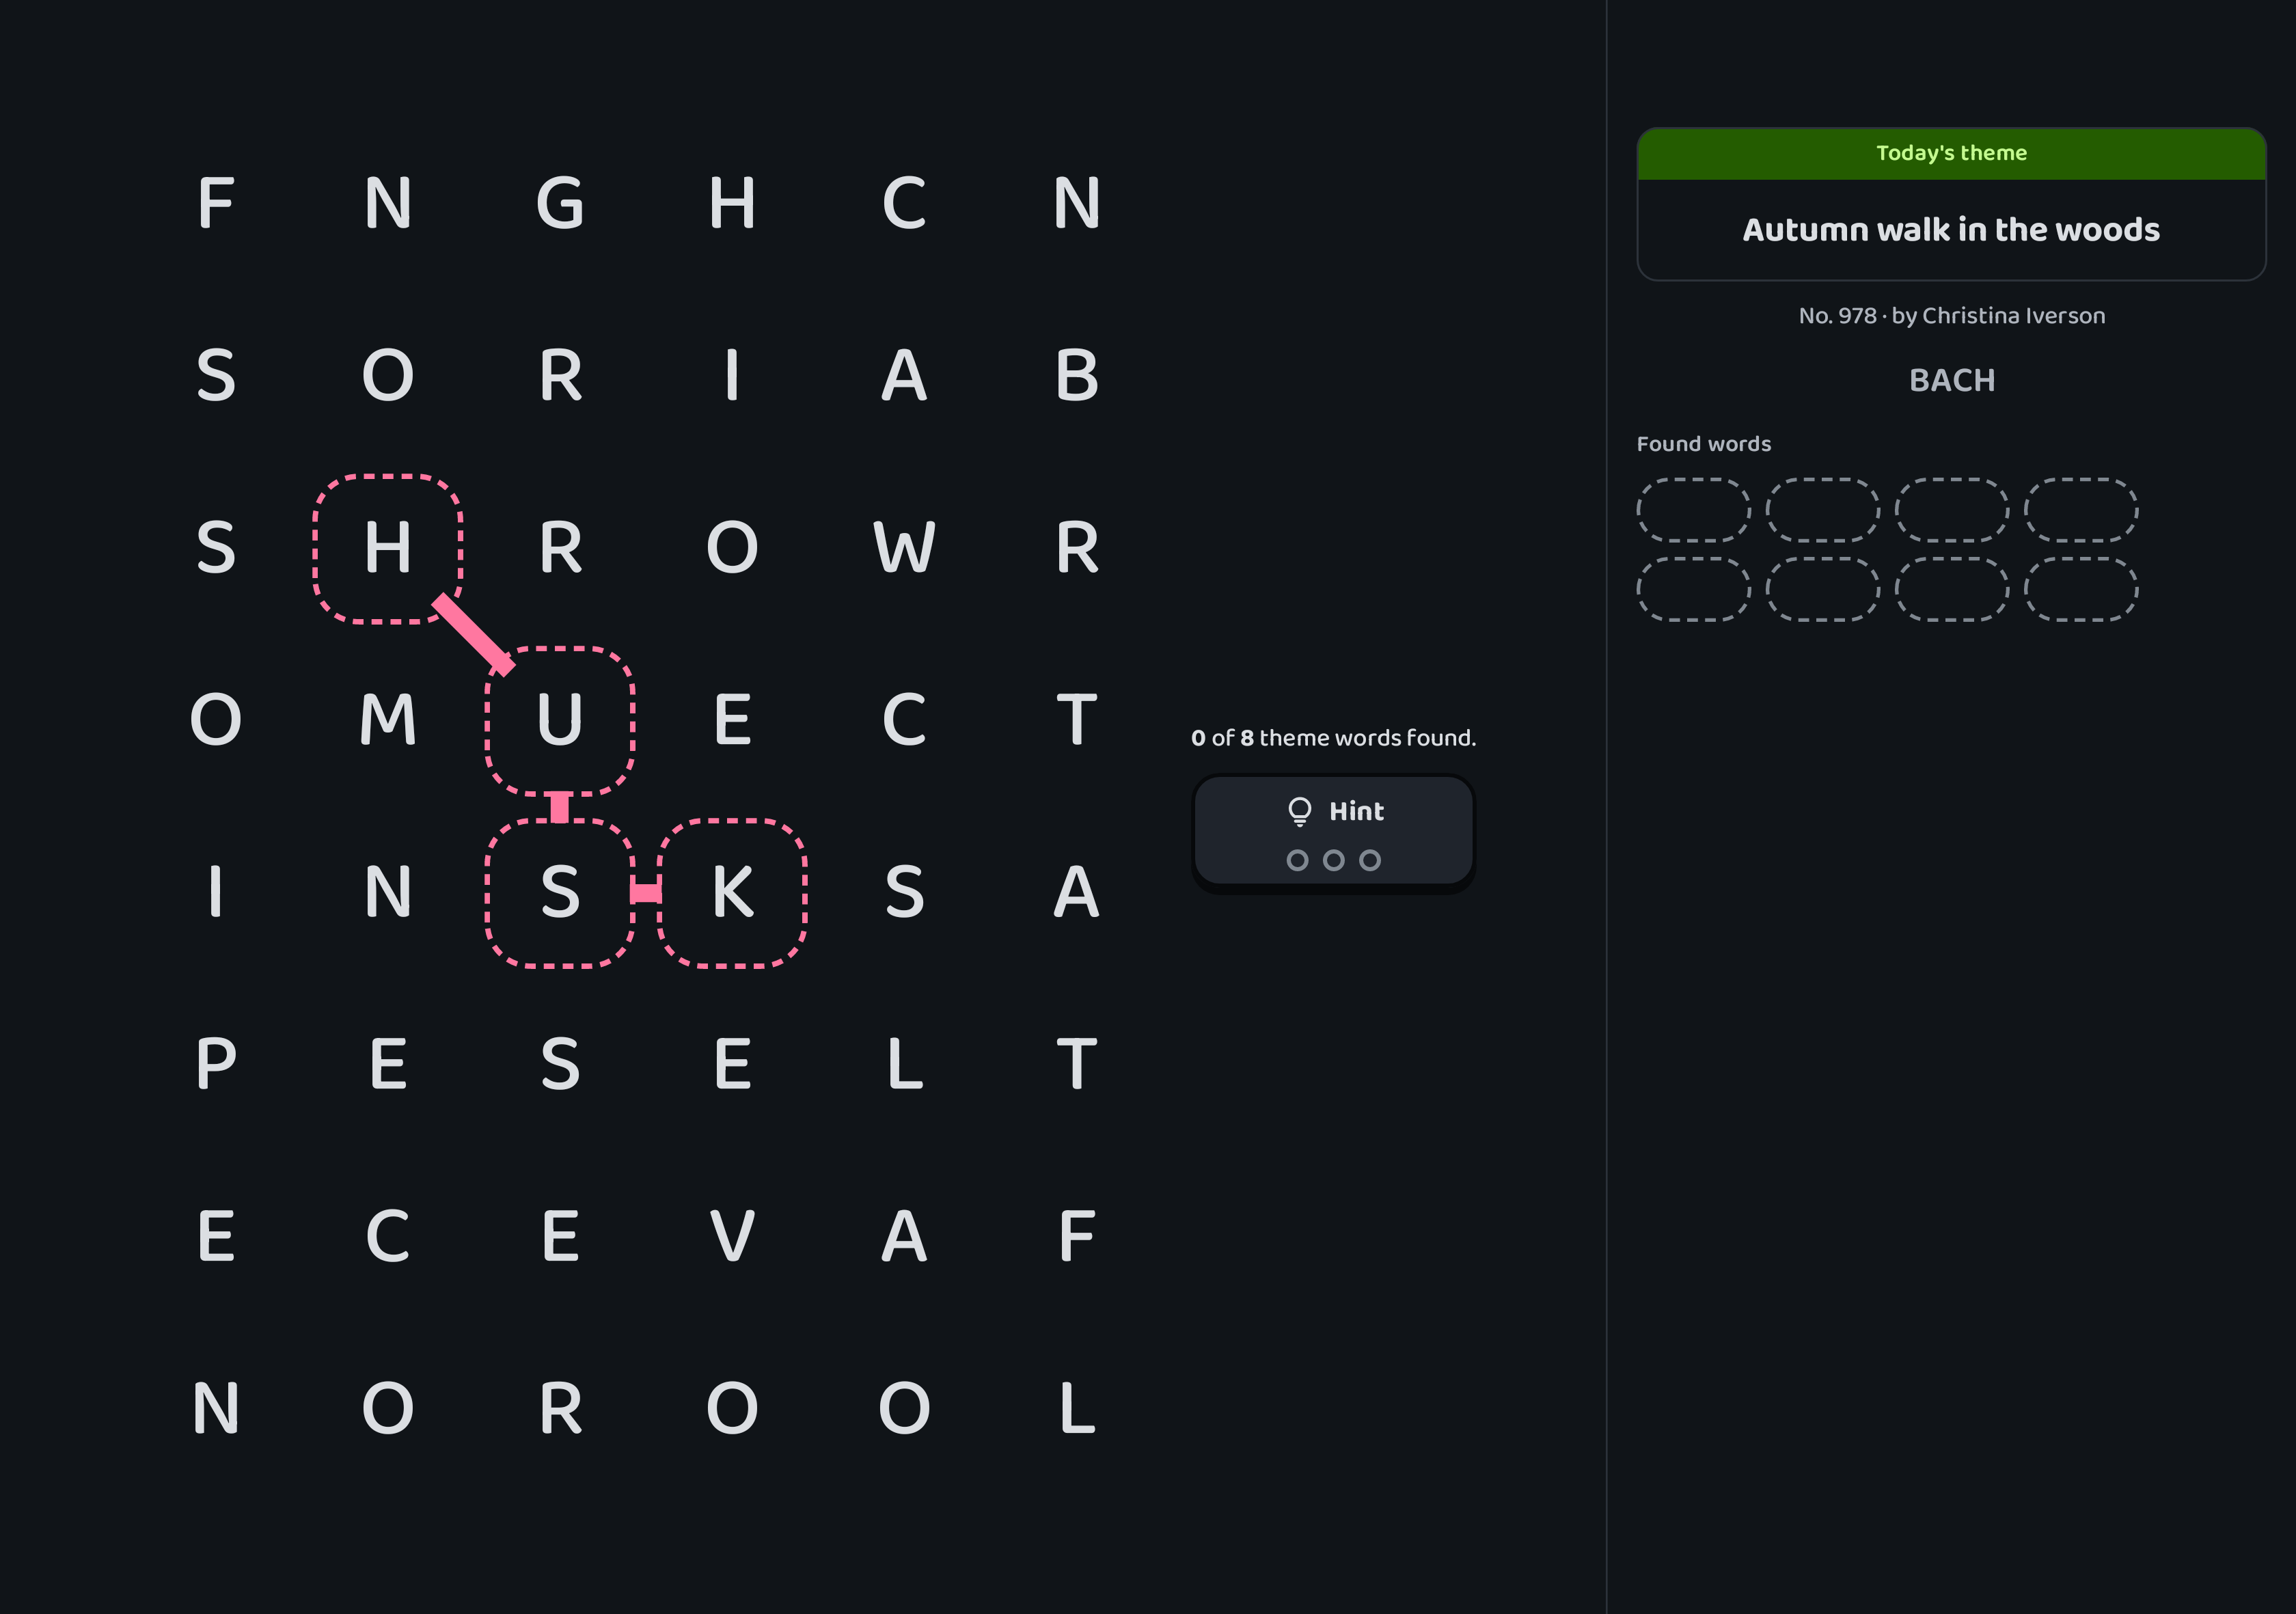 F N G H C N
S O R I A B
S H R O W R
O M U E C T
I N S K S A
P E S E L T
E C E V A F
N O R O O L
0 of 8 theme words found.
Hint
Today's theme
Autumn walk in the woods
No. 978 · by Christina Iverson
BACH
Found words